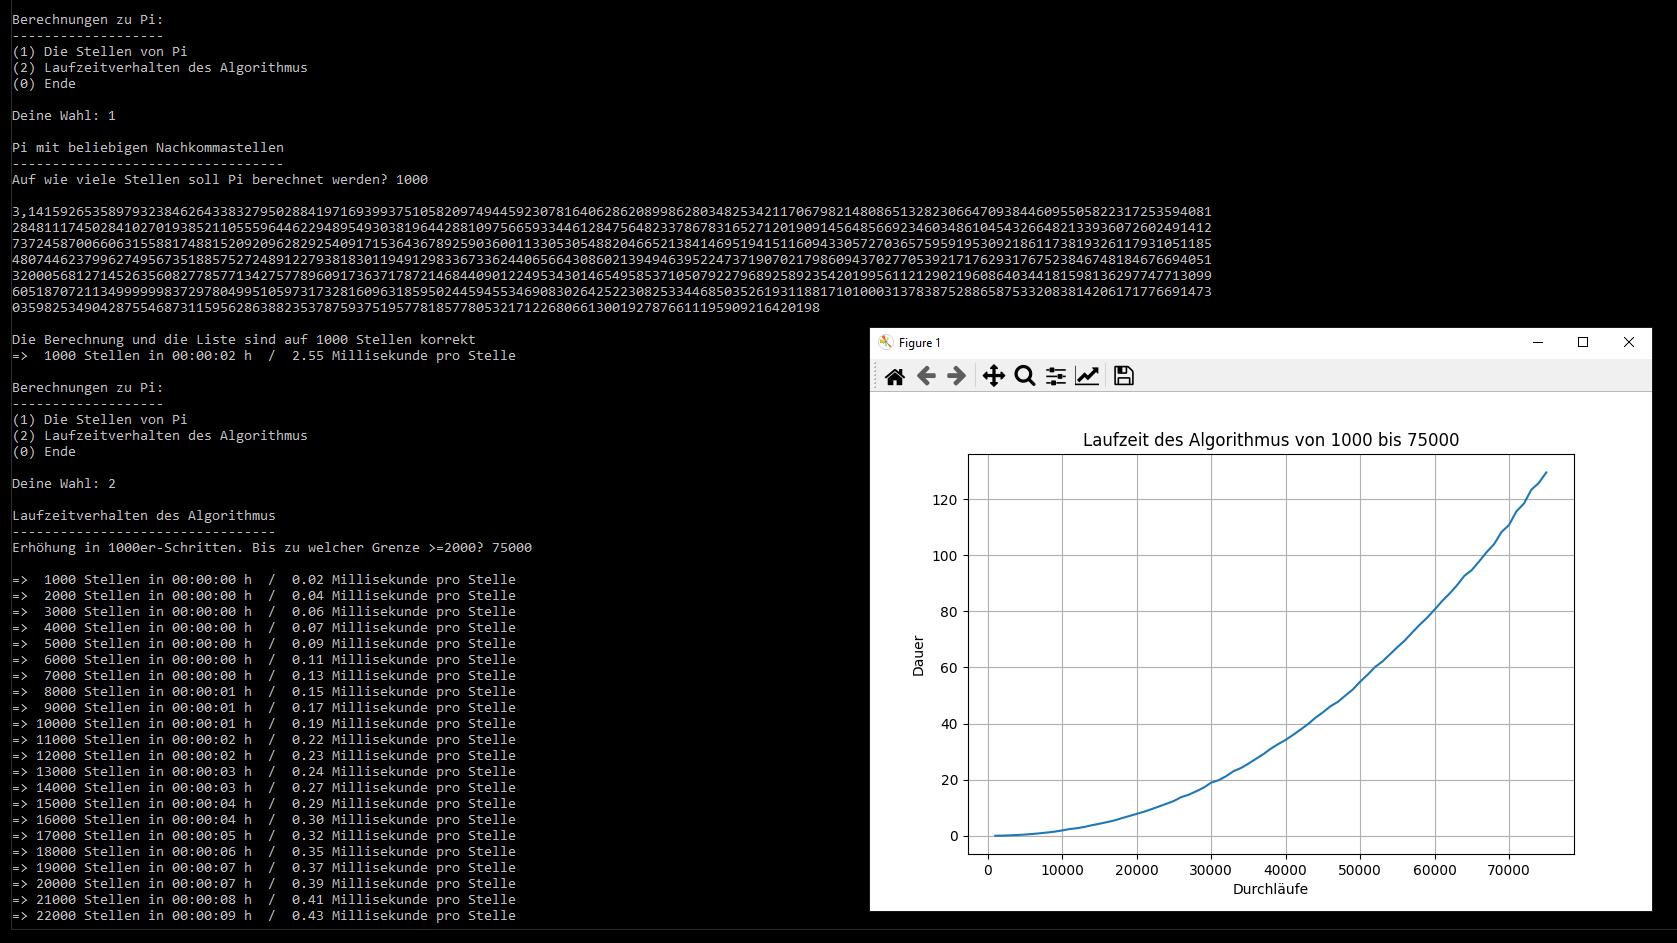 Berechnungen zu Pi:
-------------------
(1) Die Stellen von Pi
(2) Laufzeitverhalten des Algorithmus
(0) Ende
Deine Wahl: 1
Pi mit beliebigen Nachkommastellen
----------------------------------
Auf wie viele Stellen soll Pi berechnet werden? 1000
3,1415926535897932384626433832795028841971693993751058209749445923078164062862089986280348253421170679821480865132823066470938446095505822317253594081
284811174502841027019385211055596446229489549303819644288109756659334461284756482337867831652712019091456485669234603486104543266482133936072602491412
737245870066063155881748815209209628292540917153643678925903600113305305488204665213841469519415116094330572703657595919530921861173819326117931051185
480744623799627495673518857527248912279381830119491298336733624406566430860213949463952247371907021798609437027705392171762931767523846748184676694051
320005681271452635608277857713427577896091736371787214684409012249534301465495853710507922796892589235420199561121290219608640344181598136297747713099
605187072113499999983729780499510597317328160963185950244594553469083026425223082533446850352619311881710100031378387528865875332083814206171776691473
03598253490428755468731159562863882353787593751957781857780532171226806613001927876611195909216420198
Die Berechnung und die Liste sind auf 1000 Stellen korrekt
=>  1000 Stellen in 00:00:02 h  /  2.55 Millisekunde pro Stelle
Berechnungen zu Pi:
-------------------
(1) Die Stellen von Pi
(2) Laufzeitverhalten des Algorithmus
(0) Ende
Deine Wahl: 2
Laufzeitverhalten des Algorithmus
---------------------------------
Erhöhung in 1000er-Schritten. Bis zu welcher Grenze >=2000? 75000
=>  1000 Stellen in 00:00:00 h  /  0.02 Millisekunde pro Stelle
=>  2000 Stellen in 00:00:00 h  /  0.04 Millisekunde pro Stelle
=>  3000 Stellen in 00:00:00 h  /  0.06 Millisekunde pro Stelle
=>  4000 Stellen in 00:00:00 h  /  0.07 Millisekunde pro Stelle
=>  5000 Stellen in 00:00:00 h  /  0.09 Millisekunde pro Stelle
=>  6000 Stellen in 00:00:00 h  /  0.11 Millisekunde pro Stelle
=>  7000 Stellen in 00:00:00 h  /  0.13 Millisekunde pro Stelle
=>  8000 Stellen in 00:00:01 h  /  0.15 Millisekunde pro Stelle
=>  9000 Stellen in 00:00:01 h  /  0.17 Millisekunde pro Stelle
=> 10000 Stellen in 00:00:01 h  /  0.19 Millisekunde pro Stelle
=> 11000 Stellen in 00:00:02 h  /  0.22 Millisekunde pro Stelle
=> 12000 Stellen in 00:00:02 h  /  0.23 Millisekunde pro Stelle
=> 13000 Stellen in 00:00:03 h  /  0.24 Millisekunde pro Stelle
=> 14000 Stellen in 00:00:03 h  /  0.27 Millisekunde pro Stelle
=> 15000 Stellen in 00:00:04 h  /  0.29 Millisekunde pro Stelle
=> 16000 Stellen in 00:00:04 h  /  0.30 Millisekunde pro Stelle
=> 17000 Stellen in 00:00:05 h  /  0.32 Millisekunde pro Stelle
=> 18000 Stellen in 00:00:06 h  /  0.35 Millisekunde pro Stelle
=> 19000 Stellen in 00:00:07 h  /  0.37 Millisekunde pro Stelle
=> 20000 Stellen in 00:00:07 h  /  0.39 Millisekunde pro Stelle
=> 21000 Stellen in 00:00:08 h  /  0.41 Millisekunde pro Stelle
=> 22000 Stellen in 00:00:09 h  /  0.43 Millisekunde pro Stelle
Figure 1
Laufzeit des Algorithmus von 1000 bis 75000
120
100
80
60
40
20
0
Dauer
0 10000 20000 30000 40000 50000 60000 70000
Durchläufe